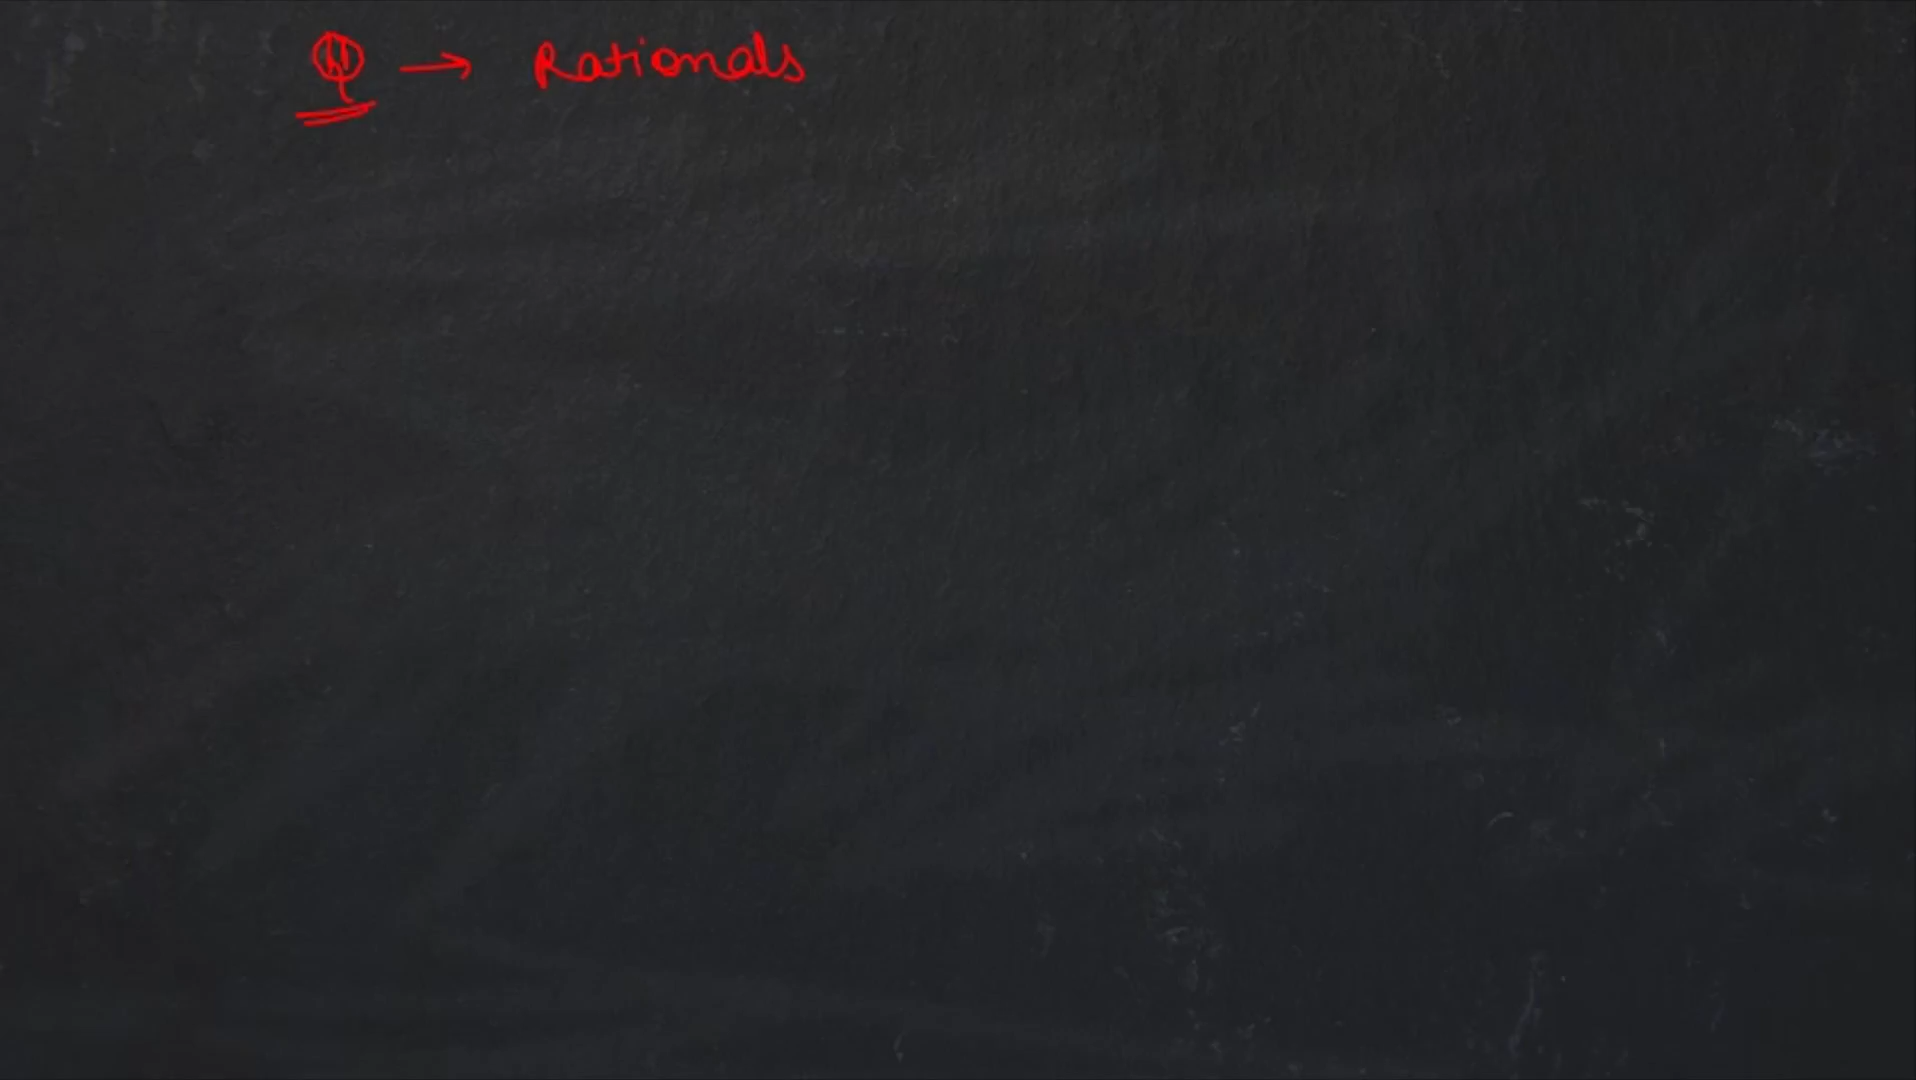 ℚ → Rationals